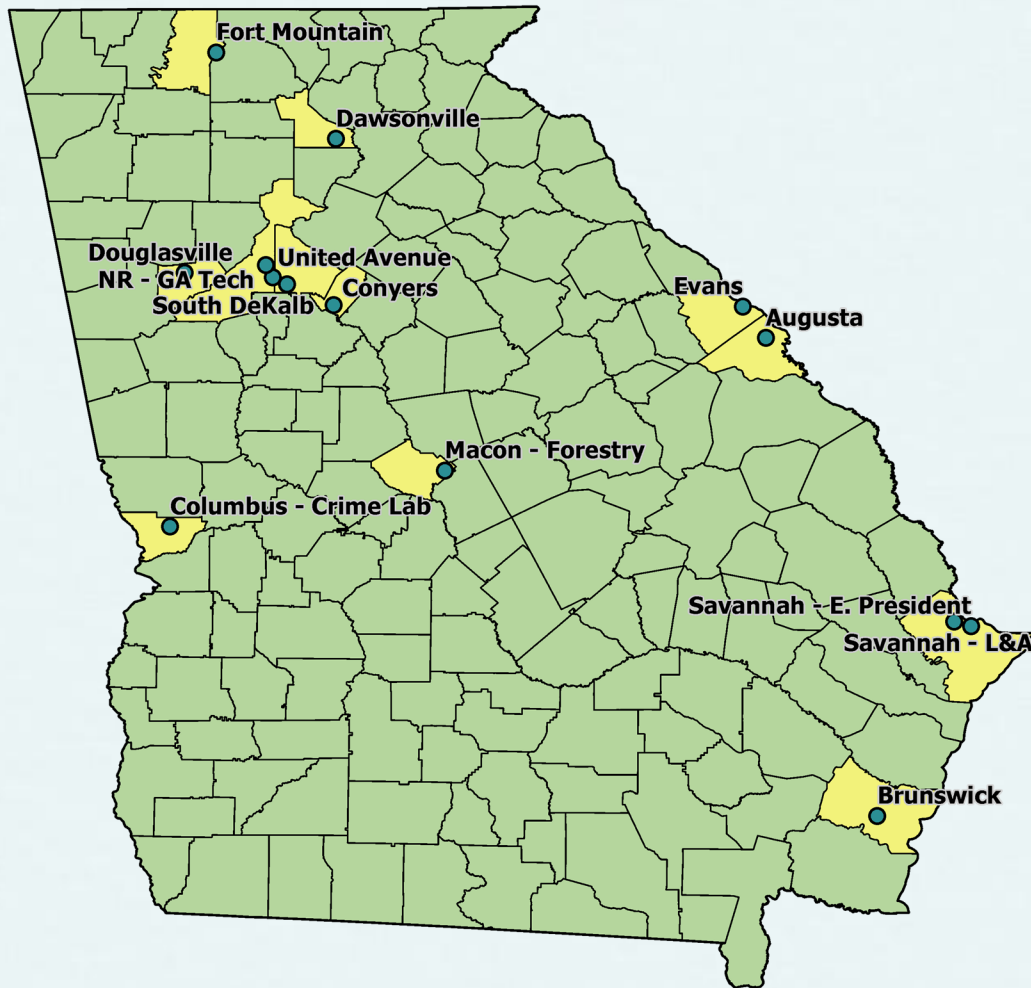 Fort Mountain
Dawsonville
Douglasville
United Avenue
NR - GA Tech
Conyers
South DeKalb
Evans
Augusta
Macon - Forestry
Columbus - Crime Lab
Savannah - E. President
Savannah - L&A
Brunswick